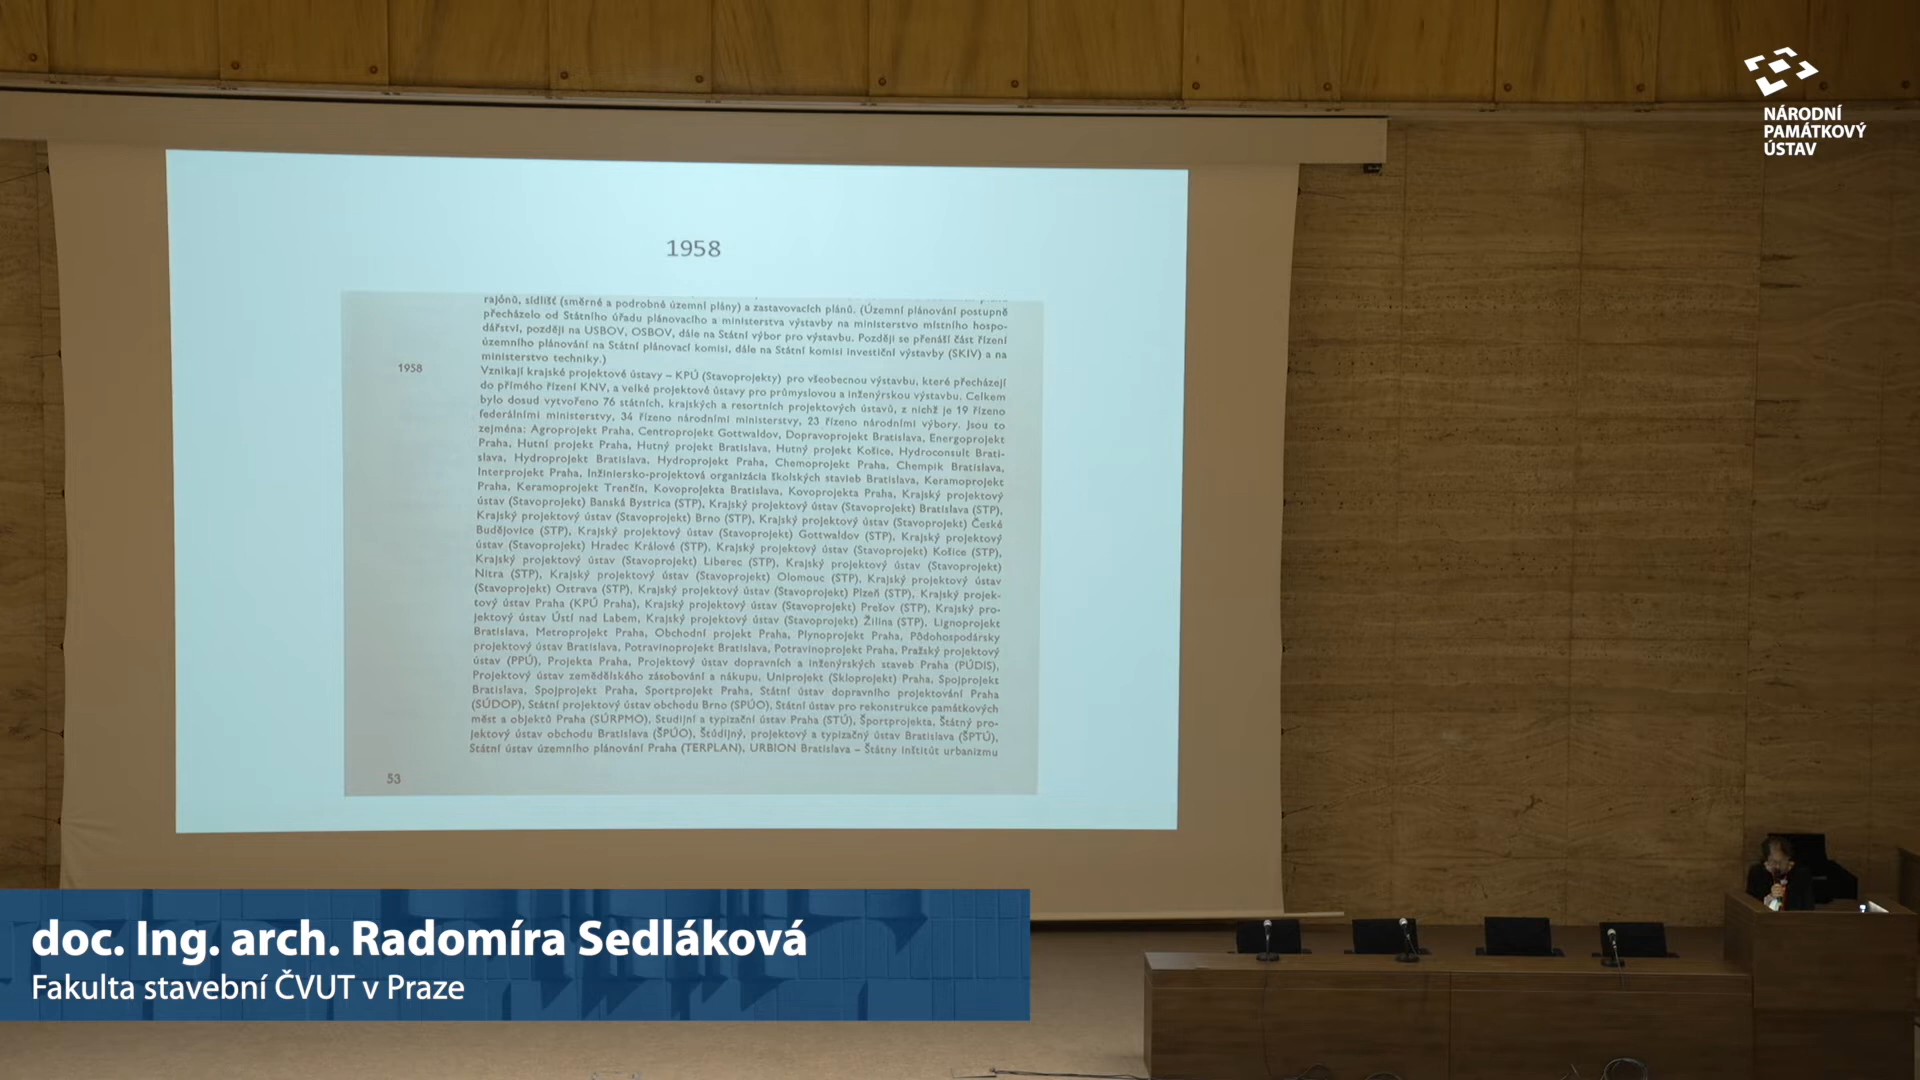 NÁRODNÍ
PAMÁTKOVÝ
ÚSTAV
1958
rajónů, sídlišť (směrné a podrobné územní plány) a zastavovacích plánů. (Územní plánování postupně
přecházelo od Státního úřadu plánovacího a ministerstva výstavby na ministerstvo místního hospo-
dářství, později na USBOV, OSBOV, dále na Státní výbor pro výstavbu. Později se přenáší část řízení
územního plánování na Státní plánovací komisi, dále na Státní komisi investiční výstavby (SKIV) a na
ministerstvo techniky.)
1958
Vznikají krajské projektové ústavy – KPÚ (Stavoprojekty) pro všeobecnou výstavbu, které přecházejí
do přímého řízení KNV, a velké projektové ústavy pro průmyslovou a inženýrskou výstavbu. Celkem
bylo dosud vytvořeno 76 státních, krajských a resortních projektových ústavů, z nichž je 19 řízeno
federálními ministerstvy, 34 řízeno národními ministerstvy, 23 řízeno národními výbory. Jsou to
zejména: Agroprojekt Praha, Centroprojekt Gottwaldov, Dopravoprojekt Bratislava, Energoprojekt
Praha, Hutní projekt Praha, Hutný projekt Bratislava, Hutný projekt Košice, Hydroconsult Brati-
slava, Hydroprojekt Bratislava, Hydroprojekt Praha, Chemoprojekt Praha, Chempik Bratislava,
Interprojekt Praha, Inžiniersko-projektová organizácia školských stavieb Bratislava, Keramoprojekt
Praha, Keramoprojekt Trenčín, Kovoprojekta Bratislava, Kovoprojekta Praha, Krajský projektový
ústav (Stavoprojekt) Banská Bystrica (STP), Krajský projektový ústav (Stavoprojekt) Bratislava (STP),
Krajský projektový ústav (Stavoprojekt) Brno (STP), Krajský projektový ústav (Stavoprojekt) České
Budějovice (STP), Krajský projektový ústav (Stavoprojekt) Gottwaldov (STP), Krajský projektový
ústav (Stavoprojekt) Hradec Králové (STP), Krajský projektový ústav (Stavoprojekt) Košice (STP),
Krajský projektový ústav (Stavoprojekt) Liberec (STP), Krajský projektový ústav (Stavoprojekt)
Nitra (STP), Krajský projektový ústav (Stavoprojekt) Olomouc (STP), Krajský projektový ústav
(Stavoprojekt) Ostrava (STP), Krajský projektový ústav (Stavoprojekt) Plzeň (STP), Krajský projek-
tový ústav Praha (KPÚ Praha), Krajský projektový ústav (Stavoprojekt) Prešov (STP), Krajský pro-
jektový ústav Ústí nad Labem, Krajský projektový ústav (Stavoprojekt) Žilina (STP), Lignoprojekt
Bratislava, Metroprojekt Praha, Obchodní projekt Praha, Plynoprojekt Praha, Pôdohospodársky
projektový ústav Bratislava, Potravinoprojekt Bratislava, Potravinoprojekt Praha, Pražský projektový
ústav (PPÚ), Projekta Praha, Projektový ústav dopravních a inženýrských staveb Praha (PÚDIS),
Projektový ústav zemědělského zásobování a nákupu, Uniprojekt (Skloprojekt) Praha, Spojprojekt
Bratislava, Spojprojekt Praha, Sportprojekt Praha, Státní ústav dopravního projektování Praha
(SÚDOP), Státní projektový ústav obchodu Brno (SPÚO), Státní ústav pro rekonstrukce památkových
měst a objektů Praha (SÚRPMO), Studijní a typizační ústav Praha (STÚ), Športprojekta, Štátný pro-
jektový ústav obchodu Bratislava (ŠPÚO), Študijný, projektový a typizačný ústav Bratislava (ŠPTÚ),
Státní ústav územního plánování Praha (TERPLAN), URBION Bratislava – Štátny inštitút urbanizmu
53
doc. Ing. arch. Radomíra Sedláková
Fakulta stavební ČVUT v Praze